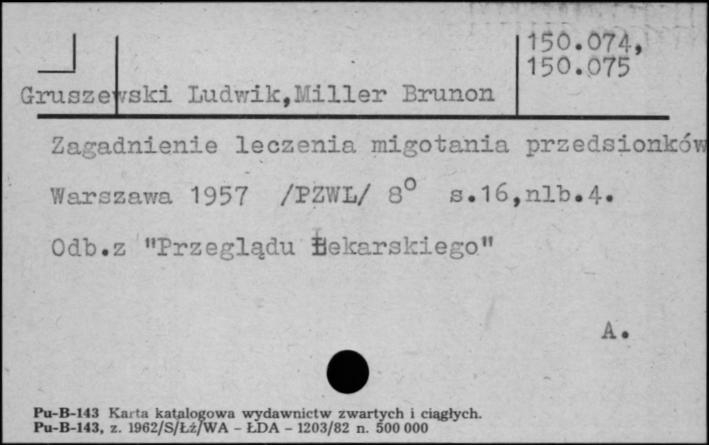 150.074,
150.075
Gruszewski Ludwik,Miller Brunon
Zagadnienie leczenia migotania przedsionków
Warszawa 1957 /PZWL/ 8° s.16,nlb.4.
Odb.z "Przeglądu Lekarskiego"
A.
Pu-B-143 Karta katalogowa wydawnictw zwartych i ciągłych.
Pu-B-143, z. 1962/S/Łż/WA - ŁDA - 1203/82 n. 500 000